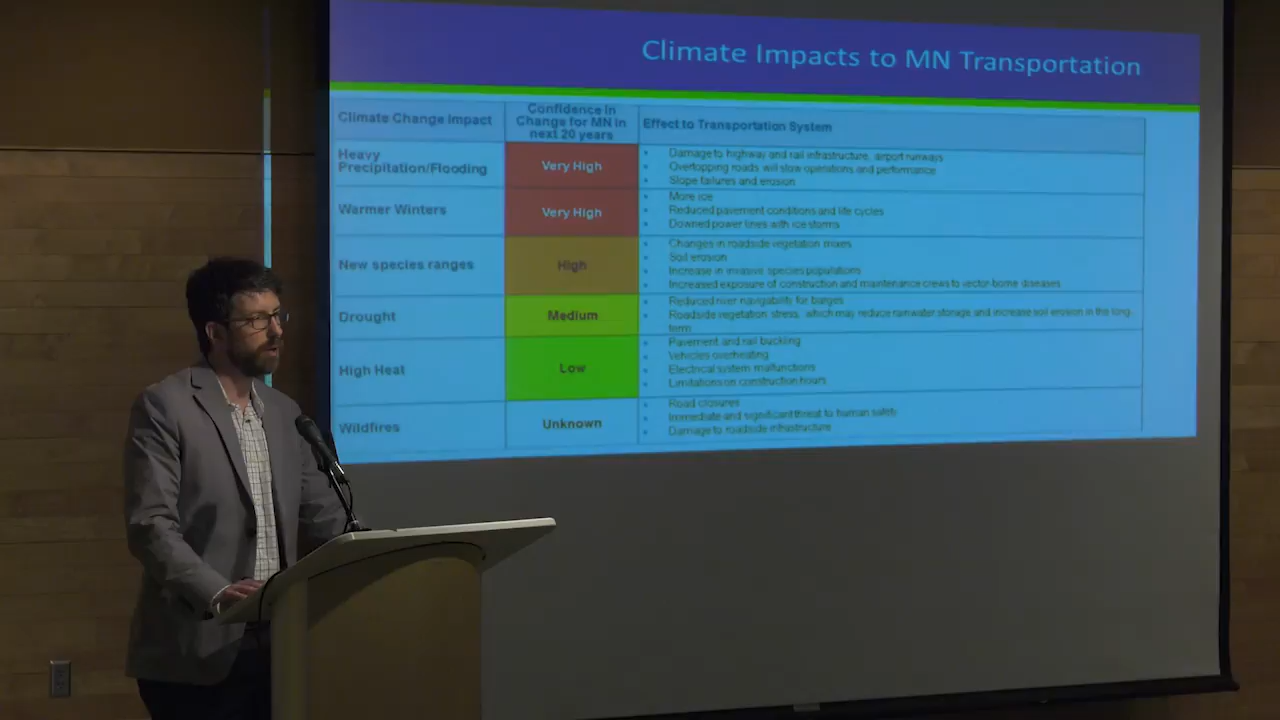 Climate Impacts to MN Transportation
Climate Change Impact
Confidence in
Change for MN in
next 20 years
Effect to Transportation System
Heavy
Precipitation/Flooding
Very High
• Damage to highway and rail infrastructure, airport runways
• Overtopping roads will slow operations and performance
• Slope failures and erosion
Warmer Winters
Very High
• More ice
• Reduced pavement conditions and life cycles
• Downed power lines with ice storms
New species ranges
High
• Changes in roadside vegetation mixes
• Soil erosion
• Increase in invasive species populations
• Increased exposure of construction and maintenance crews to vector-borne diseases
Drought
Medium
• Reduced river navigability for barges
• Roadside vegetation stress, which may reduce rainwater storage and increase soil erosion in the long-
term
High Heat
Low
• Pavement and rail buckling
• Vehicles overheating
• Electrical system malfunctions
• Limitations on construction hours
Wildfires
Unknown
• Road closures
• Immediate and significant threat to human safety
• Damage to roadside infrastructure